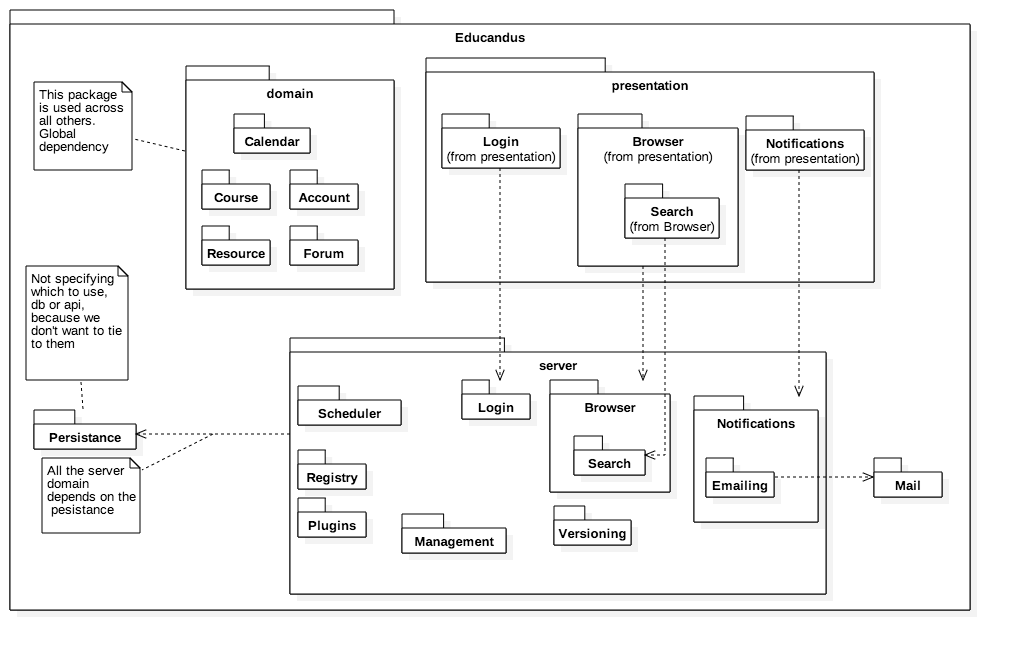 Educandus
This package
is used across
all others.
Global
dependency
domain
Calendar
Course
Account
Resource
Forum
presentation
Login
(from presentation)
Browser
(from presentation)
Search
(from Browser)
Notifications
(from presentation)
Not specifying
which to use,
db or api,
because we
don't want to tie
to them
Persistance
All the server
domain
depends on the
pesistance
server
Scheduler
Login
Browser
Search
Notifications
Emailing
Mail
Registry
Plugins
Management
Versioning